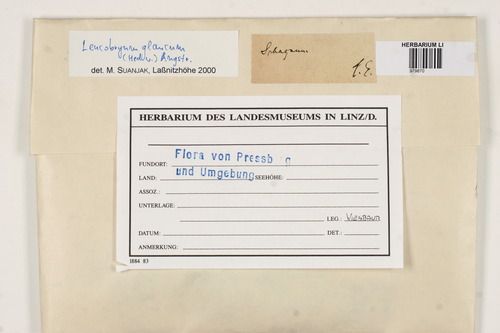 Leucobryum glaucum
(Hedw.) Ångstr.
det. M. SUANJAK, Laßnitzhöhe 2000
Sphagnum
HERBARIUM LI
HERBARIUM DES LANDESMUSEUMS IN LINZ/D.
Flora von Pressb g
FUNDORT:
und Umgebung
LAND: SEEHÖHE:
ASSOZ.:
UNTERLAGE:
LEG.:
DATUM: DET.:
ANMERKUNG:
1884 83